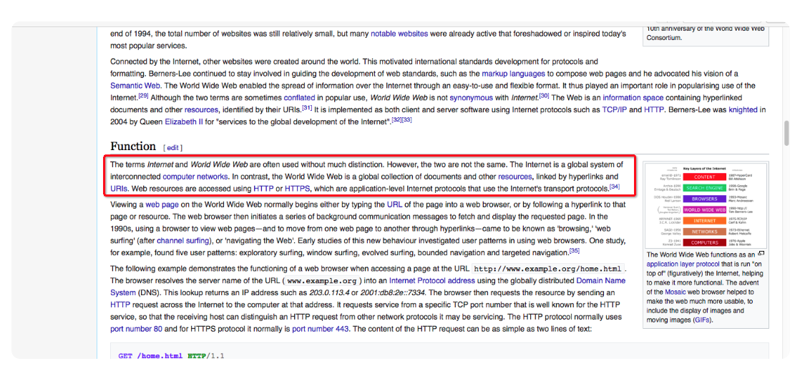 end of 1994, the total number of websites was still relatively small, but many notable websites were already active that foreshadowed or inspired today's
most popular services.
Connected by the Internet, other websites were created around the world. This motivated international standards development for protocols and
formatting. Berners-Lee continued to stay involved in guiding the development of web standards, such as the markup languages to compose web pages and he advocated his vision of a
Semantic Web. The World Wide Web enabled the spread of information over the Internet through an easy-to-use and flexible format. It thus played an important role in popularising use of the
Internet.[29] Although the two terms are sometimes conflated in popular use, World Wide Web is not synonymous with Internet.[30] The Web is an information space containing hyperlinked
documents and other resources, identified by their URIs.[31] It is implemented as both client and server software using Internet protocols such as TCP/IP and HTTP. Berners-Lee was knighted in
2004 by Queen Elizabeth II for "services to the global development of the Internet".[32][33]
10th anniversary of the World Wide Web
Consortium.
Function [ edit ]
The terms Internet and World Wide Web are often used without much distinction. However, the two are not the same. The Internet is a global system of
interconnected computer networks. In contrast, the World Wide Web is a global collection of documents and other resources, linked by hyperlinks and
URIs. Web resources are accessed using HTTP or HTTPS, which are application-level Internet protocols that use the Internet's transport protocols.[34]
Viewing a web page on the World Wide Web normally begins either by typing the URL of the page into a web browser, or by following a hyperlink to that
page or resource. The web browser then initiates a series of background communication messages to fetch and display the requested page. In the
1990s, using a browser to view web pages—and to move from one web page to another through hyperlinks—came to be known as 'browsing,' 'web
surfing' (after channel surfing), or 'navigating the Web'. Early studies of this new behaviour investigated user patterns in using web browsers. One study,
for example, found five user patterns: exploratory surfing, window surfing, evolved surfing, bounded navigation and targeted navigation.[35]
The following example demonstrates the functioning of a web browser when accessing a page at the URL http://www.example.org/home.html .
The browser resolves the server name of the URL ( www.example.org ) into an Internet Protocol address using the globally distributed Domain Name
System (DNS). This lookup returns an IP address such as 203.0.113.4 or 2001:db8:2e::7334. The browser then requests the resource by sending an
HTTP request across the Internet to the computer at that address. It requests service from a specific TCP port number that is well known for the HTTP
service, so that the receiving host can distinguish an HTTP request from other network protocols it may be servicing. The HTTP protocol normally uses
port number 80 and for HTTPS protocol it normally is port number 443. The content of the HTTP request can be as simple as two lines of text:
GET /home.html HTTP/1.1
Key layers of the Internet
CONTENT
SEARCH ENGINE
BROWSERS
WORLD WIDE WEB
INTERNET
NETWORKS
COMPUTERS
The World Wide Web functions as an
application layer protocol that is run "on
top of" (figuratively) the Internet, helping
to make it more functional. The advent
of the Mosaic web browser helped to
make the web much more usable, to
include the display of images and
moving images (GIFs).